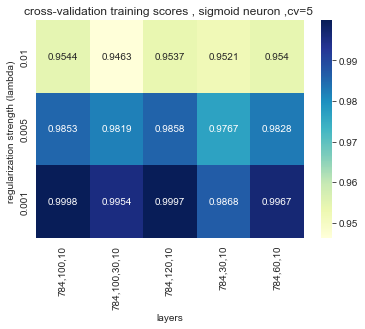 cross-validation training scores , sigmoid neuron ,cv=5
regularization strength (lambda)
0.01
0.9544 0.9463 0.9537 0.9521 0.954
0.005
0.9853 0.9819 0.9858 0.9767 0.9828
0.001
0.9998 0.9954 0.9997 0.9868 0.9967
784,100,10
784,100,30,10
784,120,10
784,30,10
784,60,10
layers
0.99
0.98
0.97
0.96
0.95